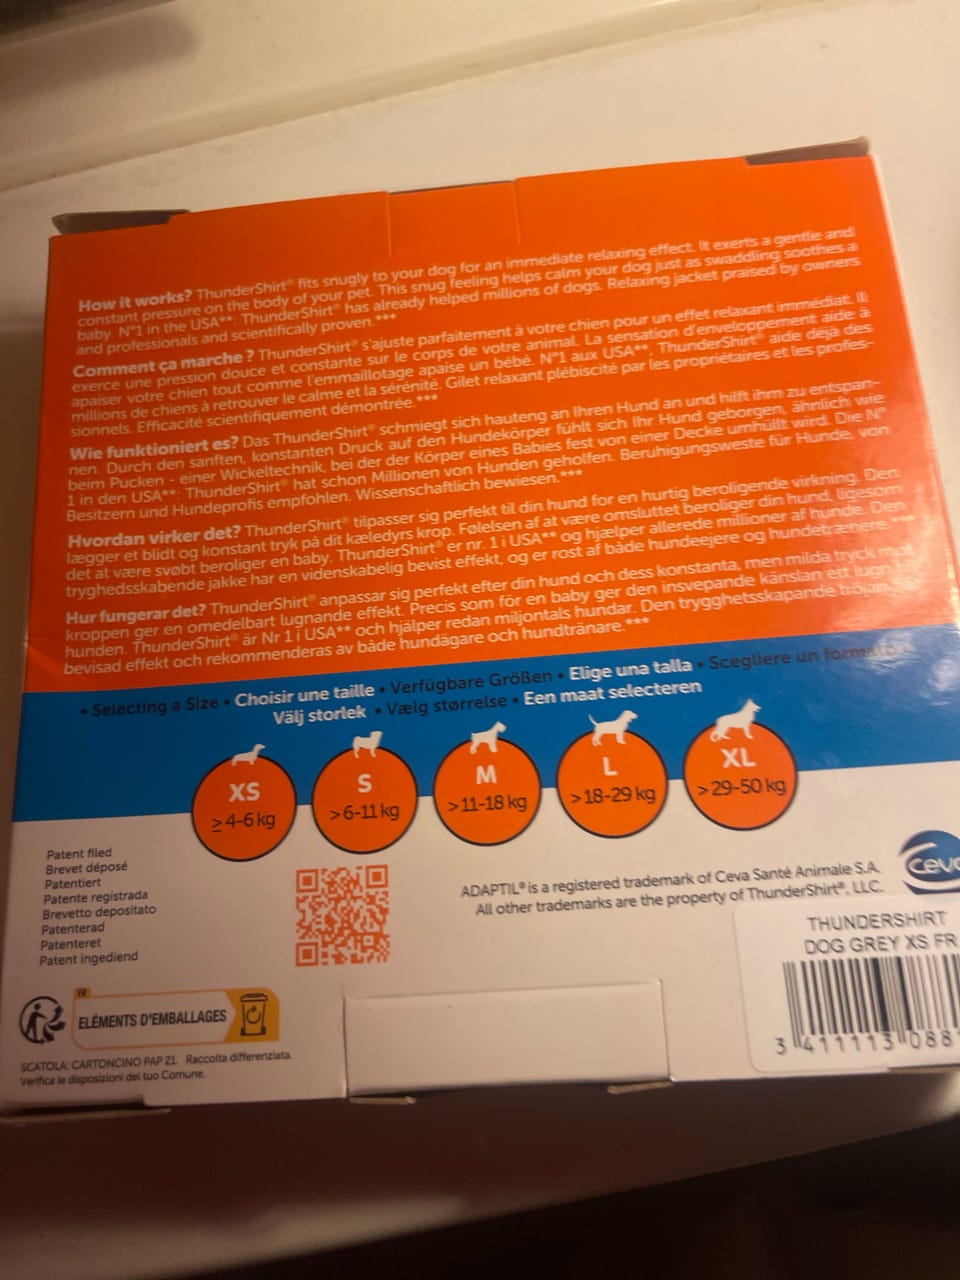 How it works? ThunderShirt® fits snugly to your dog for an immediate relaxing effect. It exerts a gentle and
constant pressure on the body of your pet. This snug feeling helps calm your dog just as swaddling soothes a
baby. N°1 in the USA**: ThunderShirt® has already helped millions of dogs. Relaxing jacket praised by owners
and professionals and scientifically proven.***
Comment ça marche ? ThunderShirt® s'ajuste parfaitement à votre chien pour un effet relaxant immédiat. Il
exerce une pression douce et constante sur le corps de votre animal. La sensation d'enveloppement aide à
apaiser votre chien tout comme l'emmaillotage apaise un bébé. N°1 aux USA**, ThunderShirt® aide déjà des
millions de chiens à retrouver le calme et la sérénité. Gilet relaxant plébiscité par les propriétaires et les profes-
sionnels. Efficacité scientifiquement démontrée.***
Wie funktioniert es? Das ThunderShirt® schmiegt sich hauteng an Ihren Hund an und hilft ihm zu entspan-
nen. Durch den sanften, konstanten Druck auf den Hundekörper fühlt sich Ihr Hund geborgen, ähnlich wie
beim Pucken - einer Wickeltechnik, bei der der Körper eines Babies fest von einer Decke umhüllt wird. Die N°
1 in den USA**: ThunderShirt® hat schon Millionen von Hunden geholfen. Beruhigungsweste für Hunde, von
Besitzern und Hundeprofis empfohlen. Wissenschaftlich bewiesen.***
Hvordan virker det? ThunderShirt® tilpasser sig perfekt til din hund for en hurtig beroligende virkning. Den
lægger et blidt og konstant tryk på dit kæledyrs krop. Følelsen af at være omsluttet beroliger din hund, ligesom
det at være svøbt beroliger en baby. ThunderShirt® er nr. 1 i USA** og hjælper allerede millioner af hunde. Den
tryghedsskabende jakke har en videnskabelig bevist effekt, og er rost af både hundeejere og hundetrænere.***
Hur fungerar det? ThunderShirt® anpassar sig perfekt efter din hund och dess konstanta, men milda tryck mot
kroppen ger en omedelbart lugnande effekt. Precis som för en baby ger den insvepande känslan ett lugn till
hunden. ThunderShirt® är Nr 1 i USA** och hjälper redan miljontals hundar. Den trygghetsskapande tröjan
bevisad effekt och rekommenderas av både hundägare och hundtränare.***
• Selecting a Size • Choisir une taille • Verfügbare Größen • Elige una talla • Scegliere un formato
Välj storlek • Vælg størrelse • Een maat selecteren
XS
≥ 4-6 kg
S
>6-11 kg
M
>11-18 kg
L
>18-29 kg
XL
>29-50 kg
Patent filed
Brevet déposé
Patentiert
Patente registrada
Brevetto depositato
Patenterad
Patenteret
Patent ingediend
ADAPTIL® is a registered trademark of Ceva Santé Animale S.A.
All other trademarks are the property of ThunderShirt®, LLC.
Ceva
THUNDERSHIRT
DOG GREY XS FR
3 411113 088
FR
ELÉMENTS D'EMBALLAGES
SCATOLA: CARTONCINO PAP 21. Raccolta differenziata.
Verifica le disposizioni del tuo Comune.